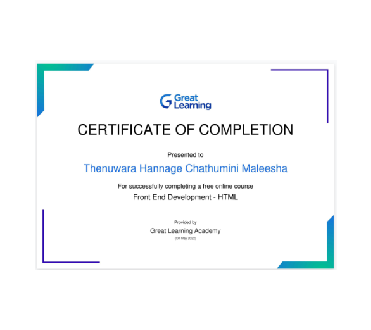 Great
Learning
CERTIFICATE OF COMPLETION
Presented to
Thenuwara Hannage Chathumini Maleesha
For successfully completing a free online course
Front End Development - HTML
Provided by
Great Learning Academy